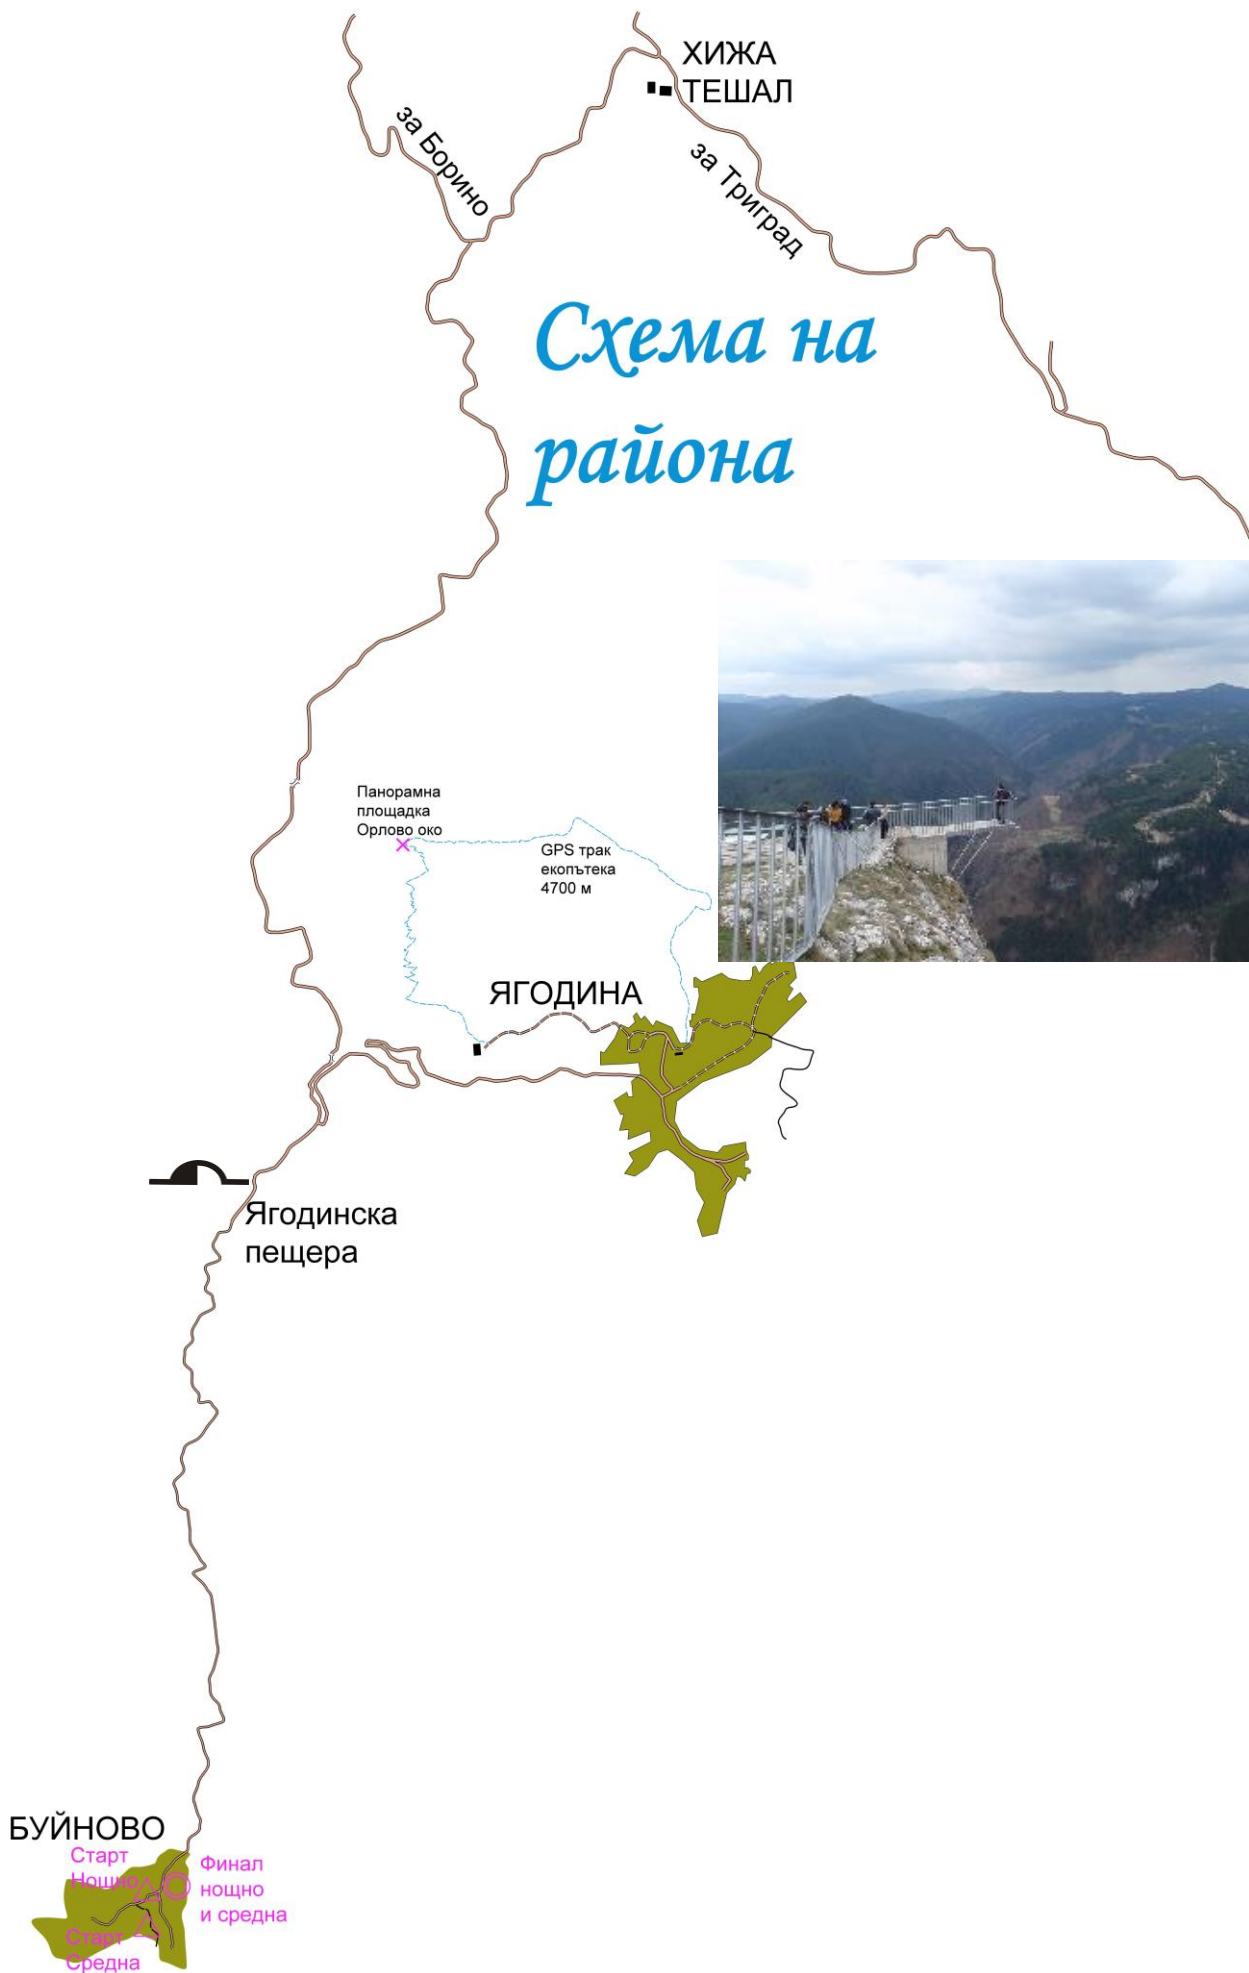 ХИЖА
ТЕШАЛ
за Борино
за Триград
Схема на
района
Панорамна
площадка
Орлово око
GPS трак
екопътека
4700 м
ЯГОДИНА
Ягодинска
пещера
БУЙНОВО
Старт
Нощно
Финал
нощно
и средна
Старт
Средна